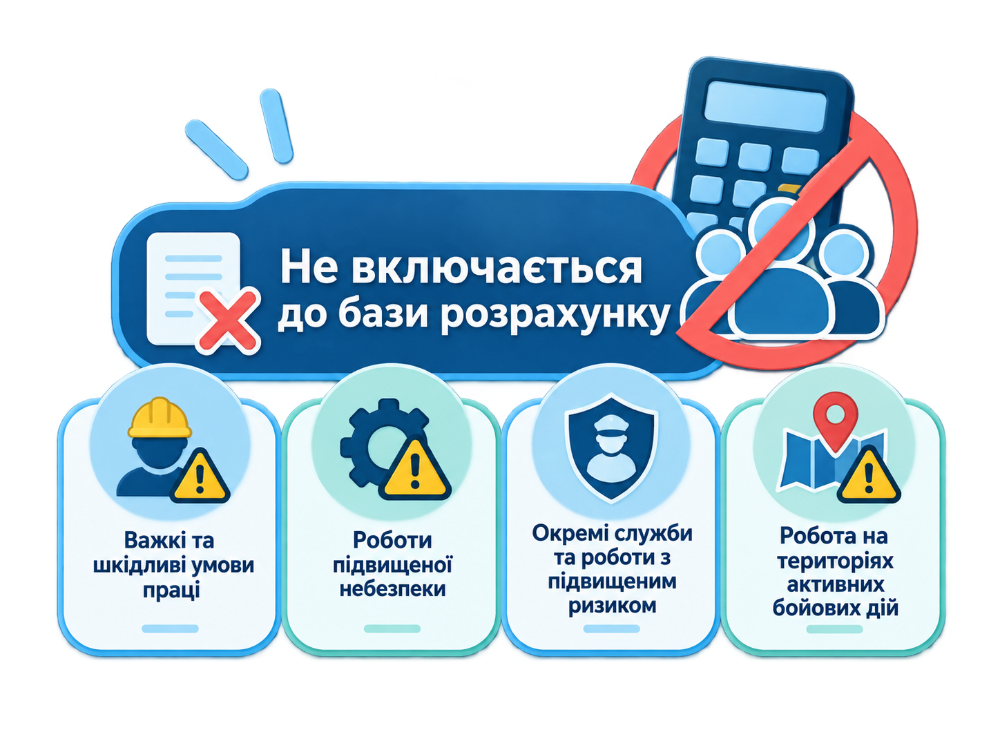 Не включається
до бази розрахунку
Важкі та
шкідливі умови
праці
Роботи
підвищеної
небезпеки
Окремі служби
та роботи з
підвищеним
ризиком
Робота на
територіях
активних
бойових дій